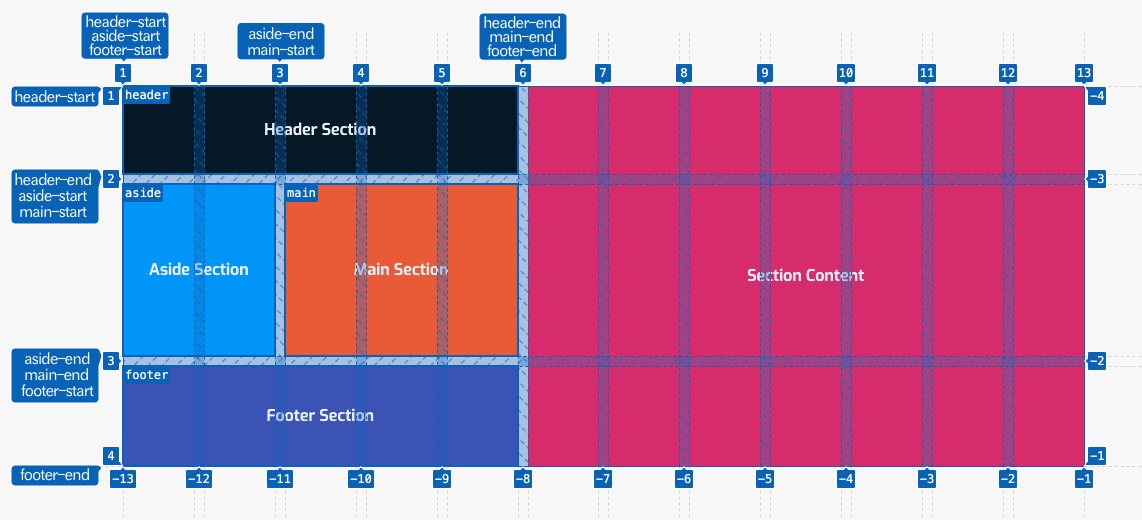 header-start
aside-start
footer-start
aside-end
main-start
header-end
main-end
footer-end
1 2 3 4 5 6 7 8 9 10 11 12 13
header-start 1 header -4
Header Section
header-end
aside-start
main-start
2 -3
aside main
Aside Section Main Section Section Content
aside-end
main-end
footer-start
3 -2
footer
Footer Section
4 -1
footer-end
-13 -12 -11 -10 -9 -8 -7 -6 -5 -4 -3 -2 -1